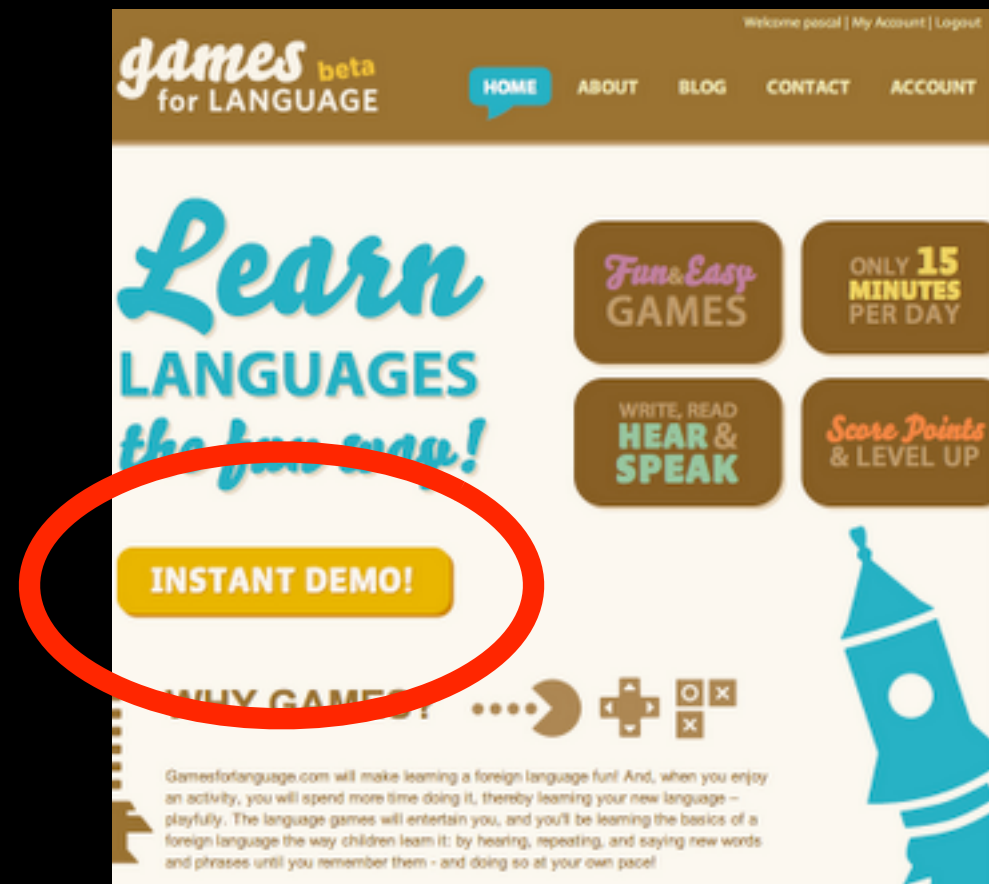 Welcome pascal | My Account | Logout
games beta
for LANGUAGE
HOME ABOUT BLOG CONTACT ACCOUNT
Learn
LANGUAGES
the fun way!
Fun & Easy
GAMES
ONLY 15
MINUTES
PER DAY
WRITE, READ
HEAR &
SPEAK
Score Points
& LEVEL UP
INSTANT DEMO!
WHY GAMES?
Gamesforlanguage.com will make learning a foreign language fun! And, when you enjoy
an activity, you will spend more time doing it, thereby learning your new language –
playfully. The language games will entertain you, and you'll be learning the basics of a
foreign language the way children learn it: by hearing, repeating, and saying new words
and phrases until you remember them - and doing so at your own pace!